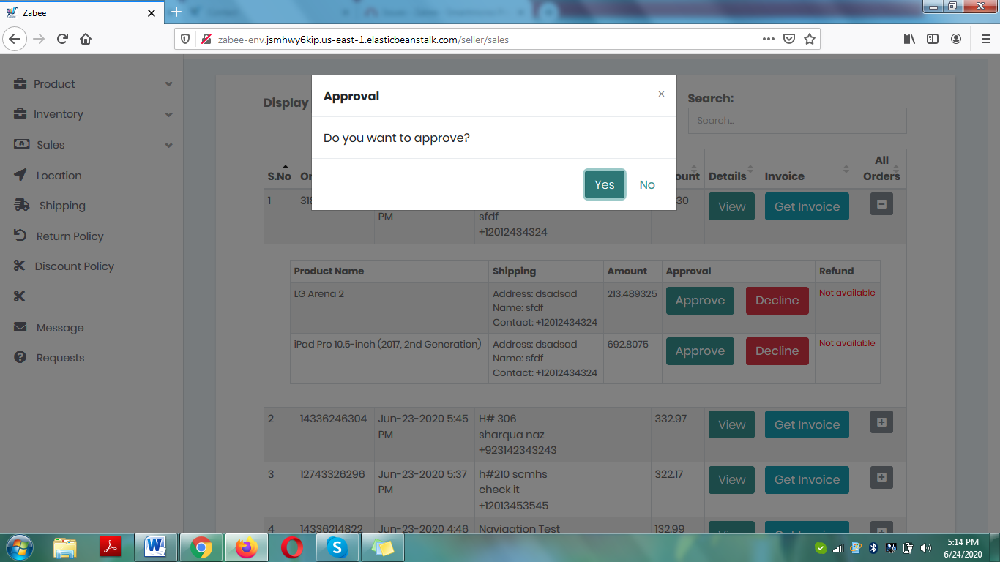 Zabee
zabee-env.jsmhwy6kip.us-east-1.elasticbeanstalk.com/seller/sales
Product
Inventory
Sales
Location
Shipping
Return Policy
Discount Policy
Message
Requests
Display
Search:
Search...
Approval
×
Do you want to approve?
Yes No
S.No Details Invoice All Orders
1 View Get Invoice
PM sfdf
+12012434324
Product Name Shipping Amount Approval Refund
LG Arena 2 Address: dsadsad 213.489325 Approve Decline Not available
Name: sfdf
Contact: +12012434324
iPad Pro 10.5-inch (2017, 2nd Generation) Address: dsadsad 692.8075 Approve Decline Not available
Name: sfdf
Contact: +12012434324
2 14336246304 Jun-23-2020 5:45 H# 306 332.97 View Get Invoice
PM sharqua naz
+923142343243
3 12743326296 Jun-23-2020 5:37 h#210 scmhs 322.17 View Get Invoice
PM check it
+12013453545
4 14336214822 Jun-23-2020 4:46 Navigation Test 132.99 View Get Invoice
5:14 PM
6/24/2020